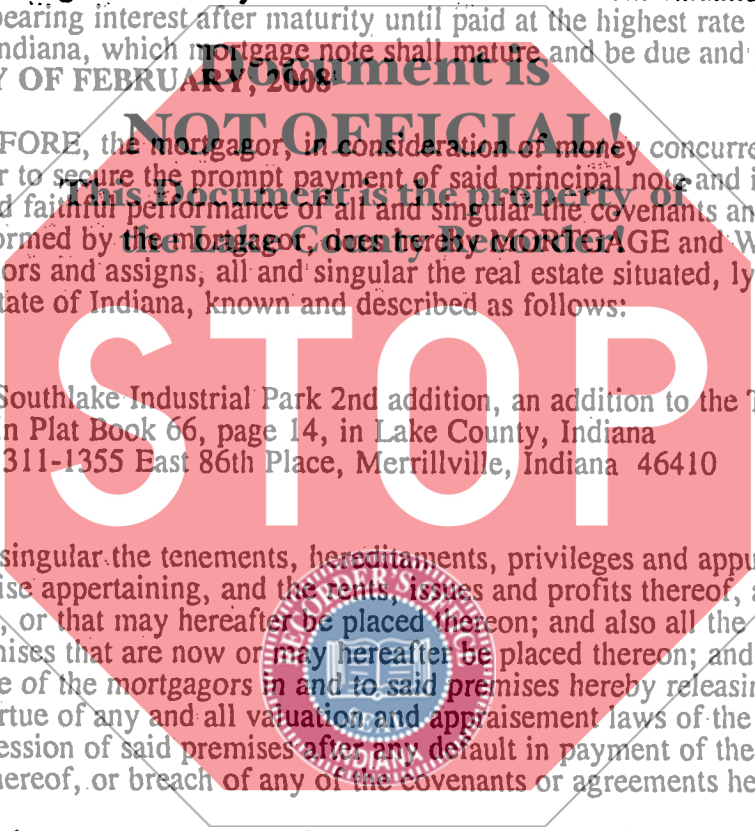 bearing interest after maturity until paid at the highest rate
ndiana, which mortgage note shall mature and be due and
Y OF FEBRUARY, 2008
Document is
NOT OFFICIAL!
FORE, the mortgagor, in consideration of money concurre
r to secure the prompt payment of said principal note and i
This Document is the property of
d faithful performance of all and singular the covenants an
the Lake County Recorder!
ormed by the mortgagor, does hereby MORTGAGE and W
ors and assigns, all and singular the real estate situated, ly
tate of Indiana, known and described as follows:
STOP
Southlake Industrial Park 2nd addition, an addition to the T
n Plat Book 66, page 14, in Lake County, Indiana
311-1355 East 86th Place, Merrillville, Indiana 46410
singular the tenements, hereditaments, privileges and appu
ise appertaining, and the rents, issues and profits thereof, a
, or that may hereafter be placed thereon; and also all the
nises that are now or may hereafter be placed thereon; and
e of the mortgagors in and to said premises hereby releasin
rtue of any and all valuation and appraisement laws of the
ession of said premises after any default in payment of the
hereof, or breach of any of the covenants or agreements he
RECORDER'S OFFICE
SEAL
INDIANA